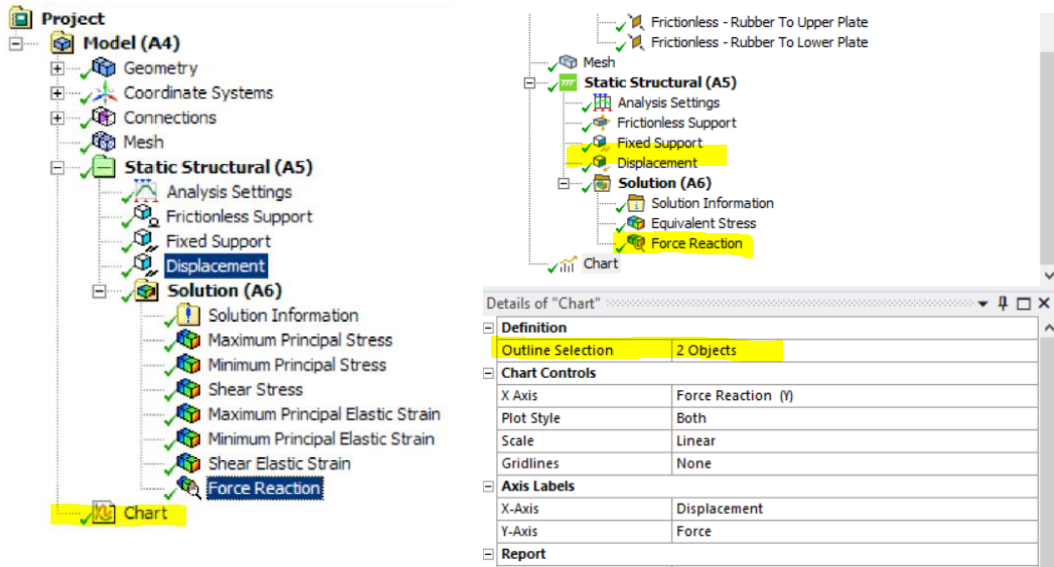 Project
Model (A4)
Geometry
Coordinate Systems
Connections
Mesh
Static Structural (A5)
Analysis Settings
Frictionless Support
Fixed Support
Displacement
Solution (A6)
Solution Information
Maximum Principal Stress
Minimum Principal Stress
Shear Stress
Maximum Principal Elastic Strain
Minimum Principal Elastic Strain
Shear Elastic Strain
Force Reaction
Chart
Frictionless - Rubber To Upper Plate
Frictionless - Rubber To Lower Plate
Mesh
Static Structural (A5)
Analysis Settings
Frictionless Support
Fixed Support
Displacement
Solution (A6)
Solution Information
Equivalent Stress
Force Reaction
Chart
Details of "Chart"
Definition
Outline Selection 2 Objects
Chart Controls
X Axis Force Reaction (Y)
Plot Style Both
Scale Linear
Gridlines None
Axis Labels
X-Axis Displacement
Y-Axis Force
Report